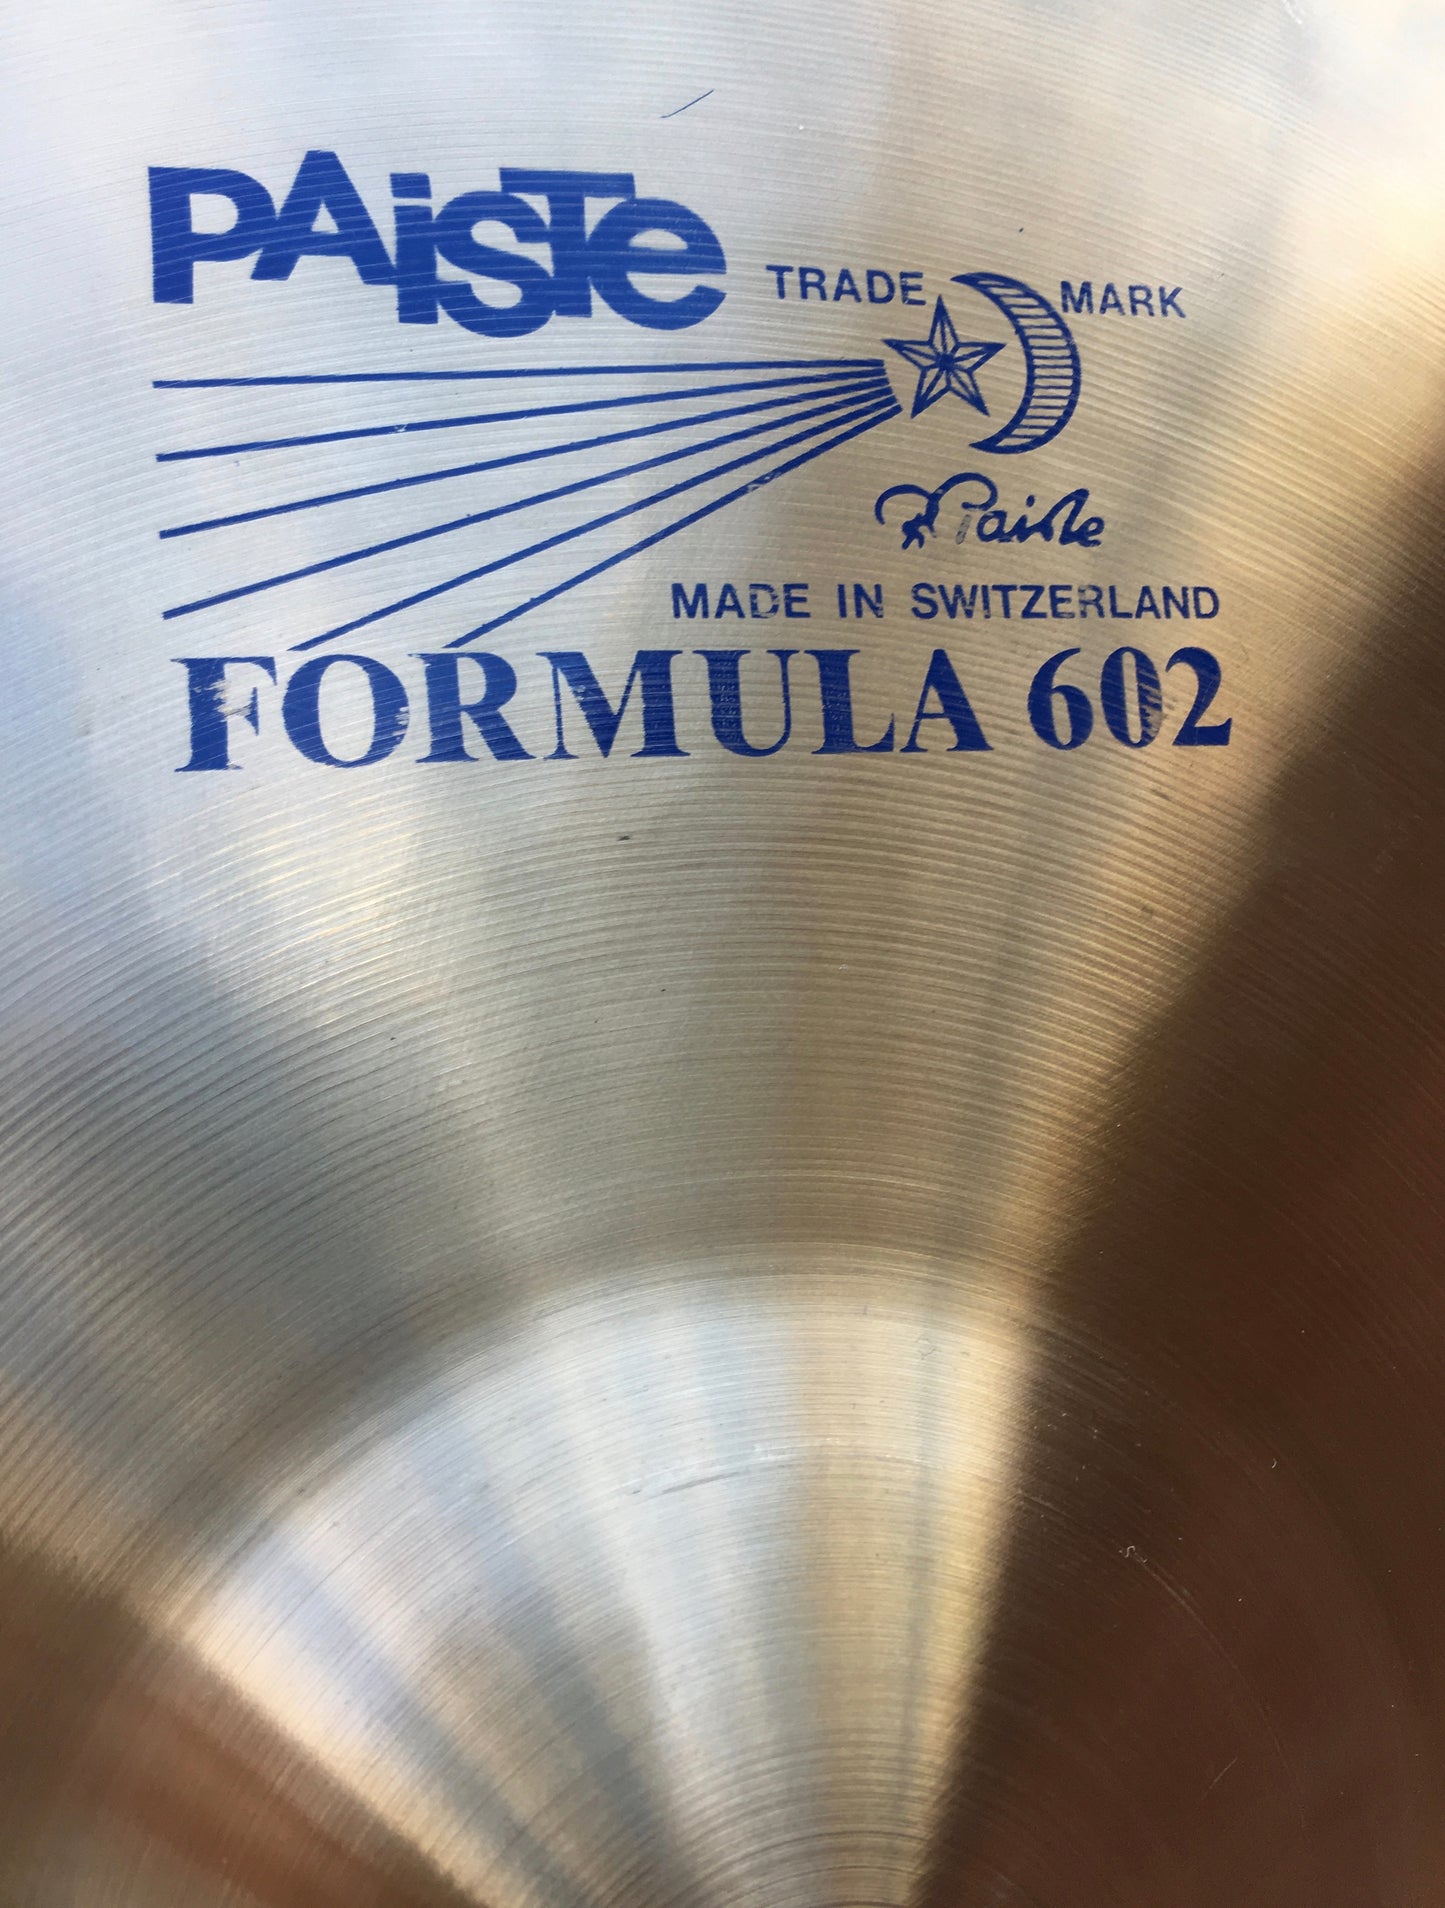 PAiSTe
TRADE MARK
R Paiste
MADE IN SWITZERLAND
FORMULA 602